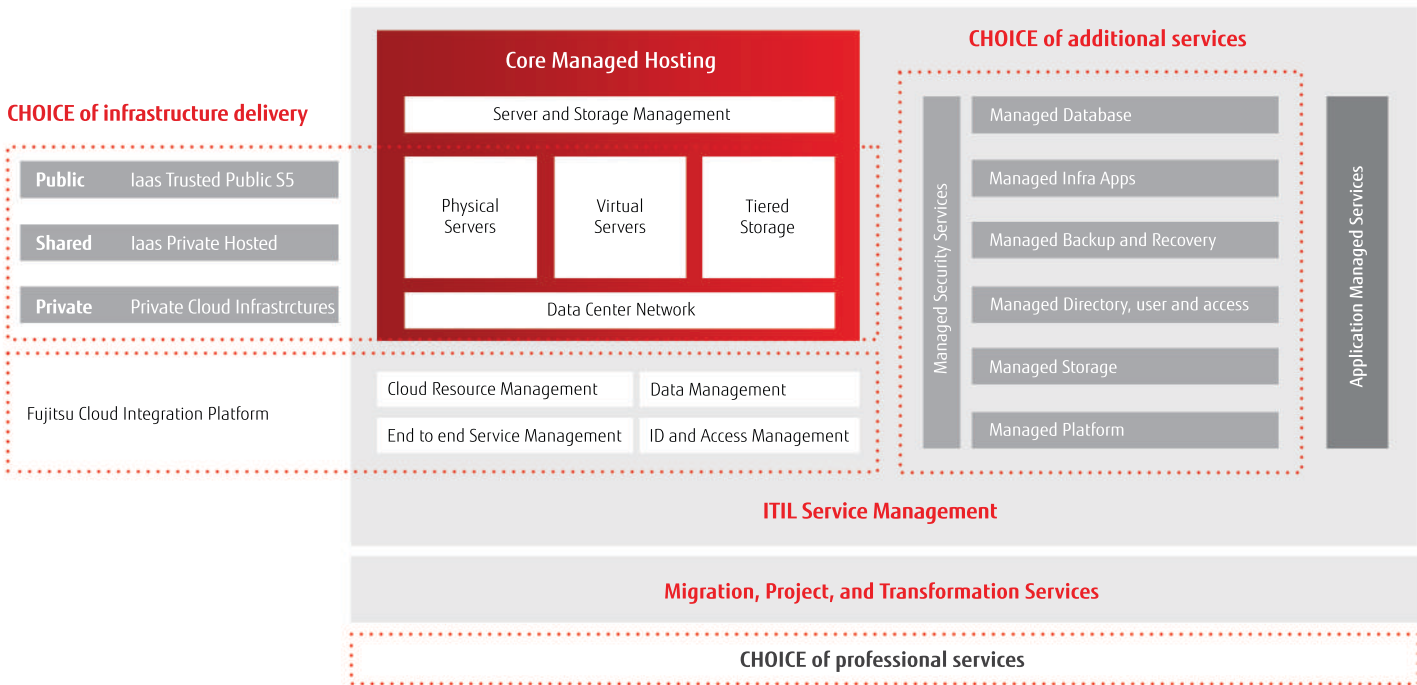 CHOICE of infrastructure delivery
Public Iaas Trusted Public S5
Shared Iaas Private Hosted
Private Private Cloud Infrastrctures
Fujitsu Cloud Integration Platform
Core Managed Hosting
Server and Storage Management
Physical
Servers
Virtual
Servers
Tiered
Storage
Data Center Network
Cloud Resource Management
Data Management
End to end Service Management
ID and Access Management
CHOICE of additional services
Managed Security Services
Managed Database
Managed Infra Apps
Managed Backup and Recovery
Managed Directory, user and access
Managed Storage
Managed Platform
Application Managed Services
ITIL Service Management
Migration, Project, and Transformation Services
CHOICE of professional services